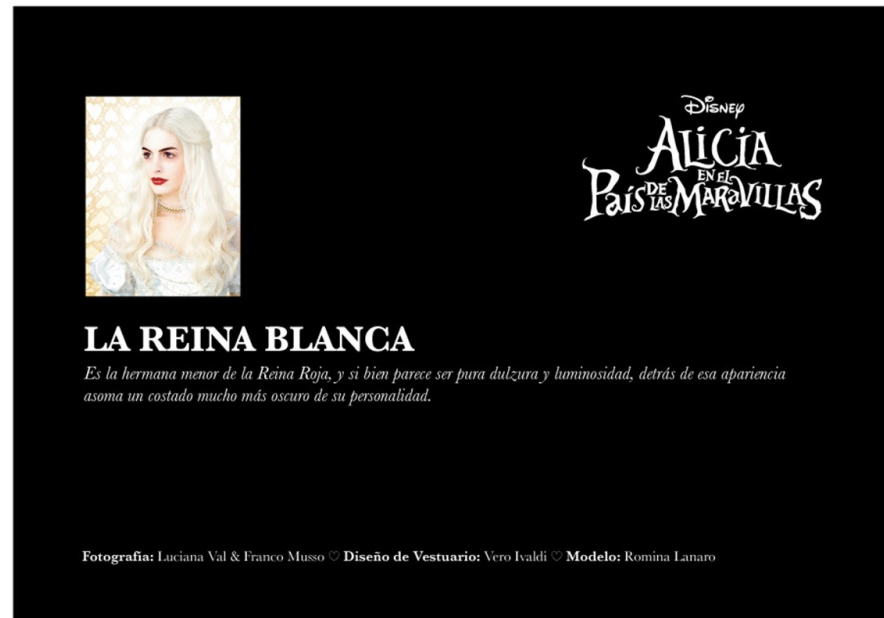 DISNEY
ALICIA
EN EL
PAÍS DE LAS MARAVILLAS
LA REINA BLANCA
Es la hermana menor de la Reina Roja, y si bien parece ser pura dulzura y luminosidad, detrás de esa apariencia
asoma un costado mucho más oscuro de su personalidad.
Fotografía: Luciana Val & Franco Musso ♡ Diseño de Vestuario: Vero Ivaldi ♡ Modelo: Romina Lanaro